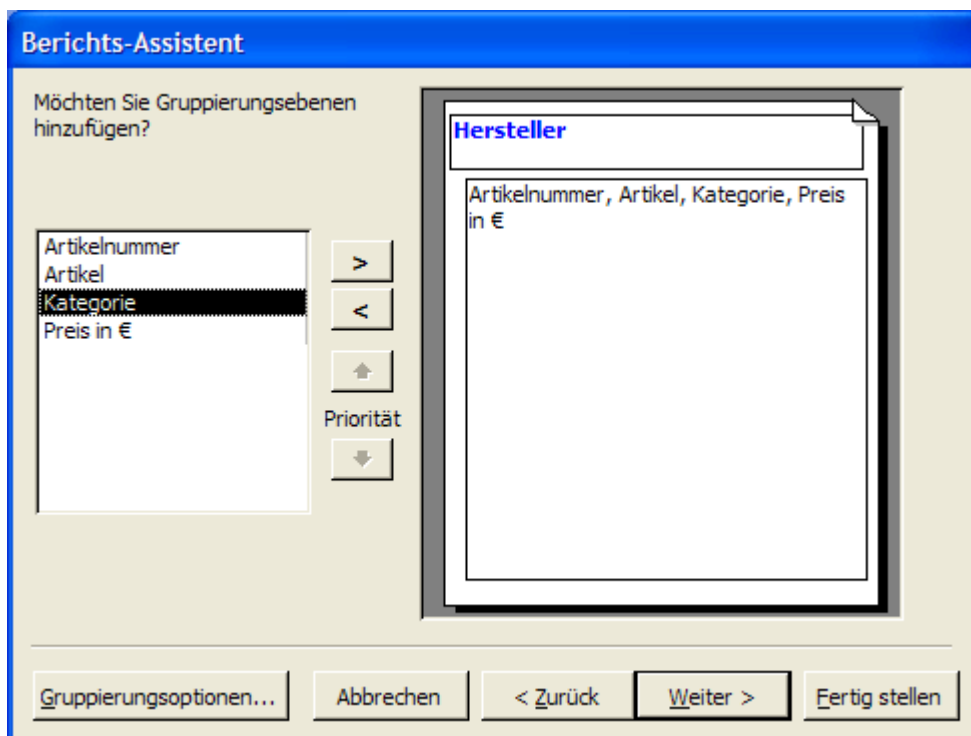 Berichts-Assistent
Möchten Sie Gruppierungsebenen
hinzufügen?
Artikelnummer
Artikel
Kategorie
Preis in €
>
<
Priorität
Hersteller
Artikelnummer, Artikel, Kategorie, Preis
in €
Gruppierungsoptionen...
Abbrechen
< Zurück
Weiter >
Fertig stellen